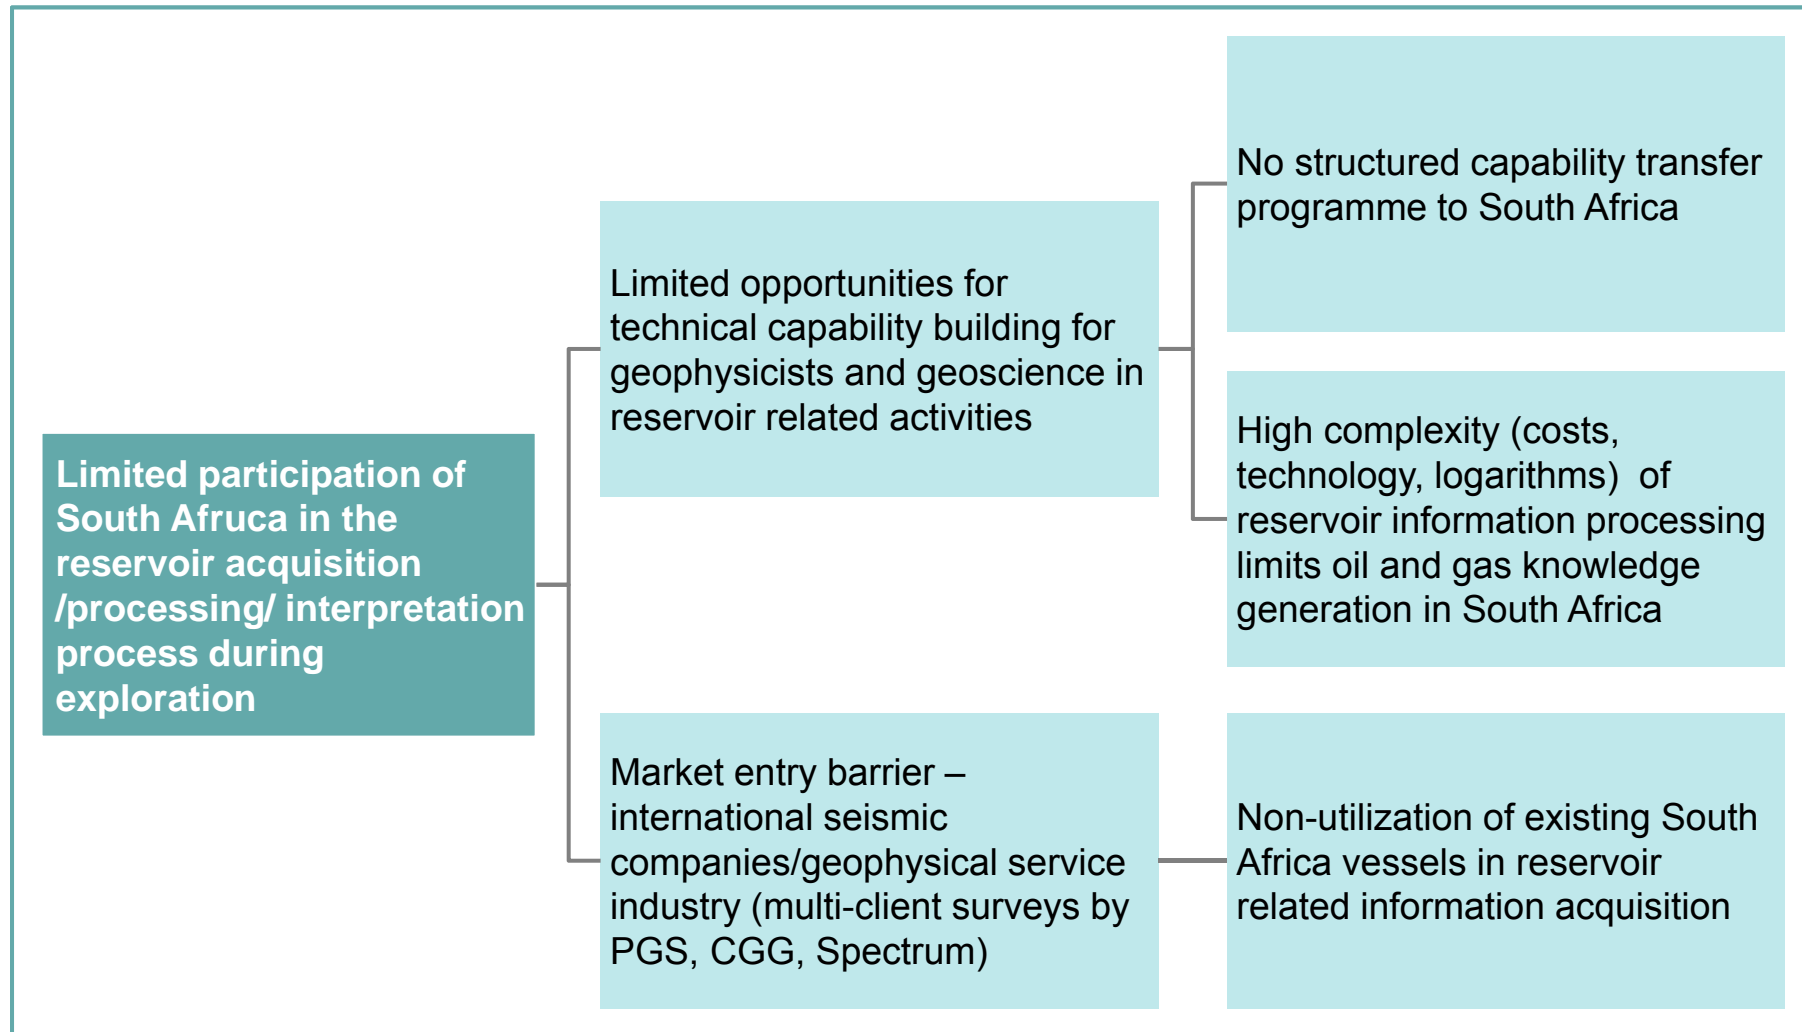 Limited participation of
South Afruca in the
reservoir acquisition
/processing/ interpretation
process during
exploration
Limited opportunities for
technical capability building for
geophysicists and geoscience in
reservoir related activities
No structured capability transfer
programme to South Africa
High complexity (costs,
technology, logarithms)  of
reservoir information processing
limits oil and gas knowledge
generation in South Africa
Market entry barrier –
international seismic
companies/geophysical service
industry (multi-client surveys by
PGS, CGG, Spectrum)
Non-utilization of existing South
Africa vessels in reservoir
related information acquisition